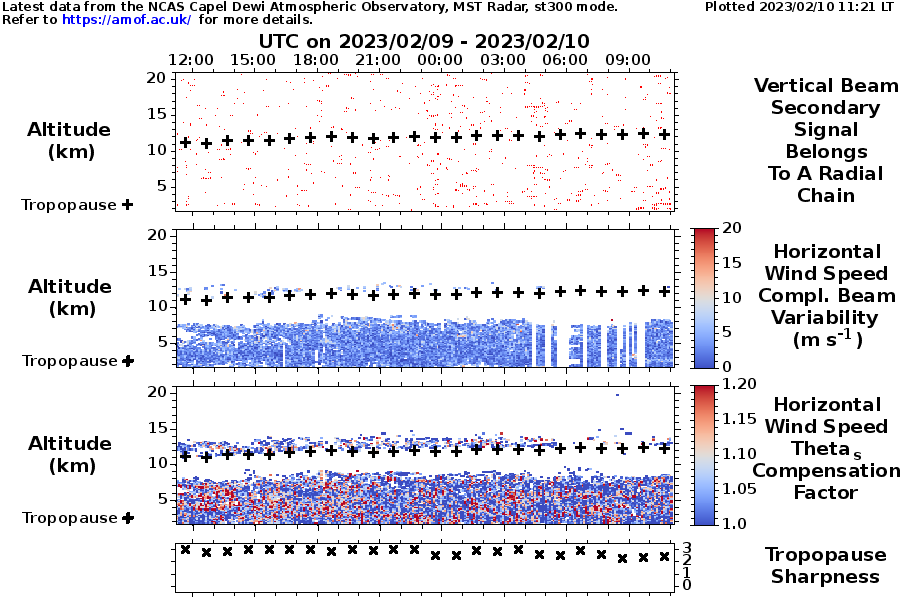 Latest data from the NCAS Capel Dewi Atmospheric Observatory, MST Radar, st300 mode.
Plotted 2023/02/10 11:21 LT
Refer to https://amof.ac.uk/ for more details.
UTC on 2023/02/09 - 2023/02/10
12:00 15:00 18:00 21:00 00:00 03:00 06:00 09:00
20
15
10
5
Altitude
(km)
Tropopause +
Vertical Beam
Secondary
Signal
Belongs
To A Radial
Chain
20
15
10
5
Altitude
(km)
Tropopause +
20
15
10
5
0
Horizontal
Wind Speed
Compl. Beam
Variability
(m s-1)
20
15
10
5
Altitude
(km)
Tropopause +
1.20
1.15
1.10
1.05
1.0
Horizontal
Wind Speed
Theta s
Compensation
Factor
3
2
1
0
Tropopause
Sharpness